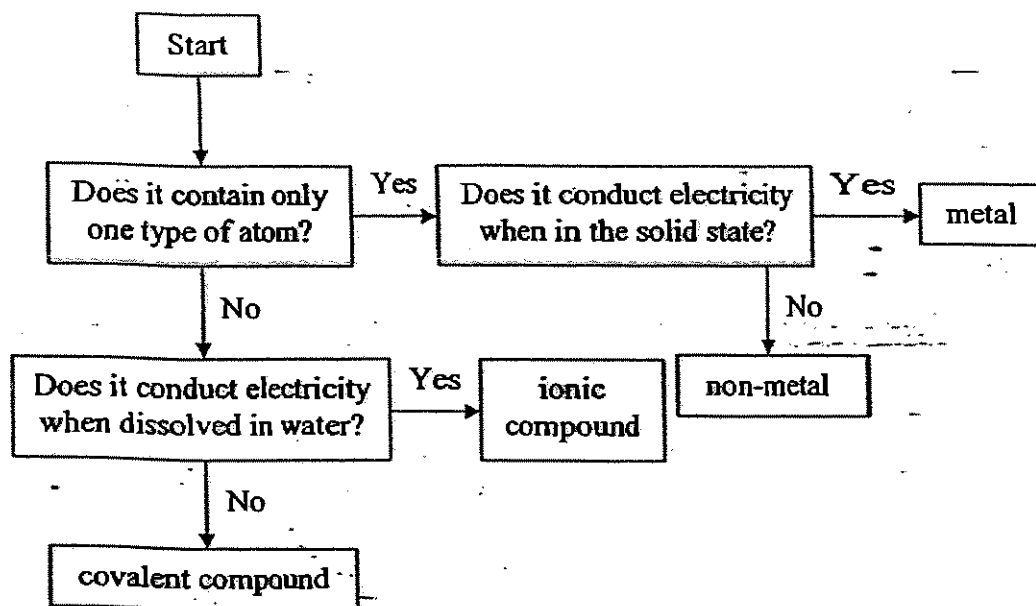 Start
Does it contain only
one type of atom?
Yes
Does it conduct electricity
when in the solid state?
Yes
metal
No
No
Does it conduct electricity
when dissolved in water?
Yes
ionic
compound
non-metal
No
covalent compound